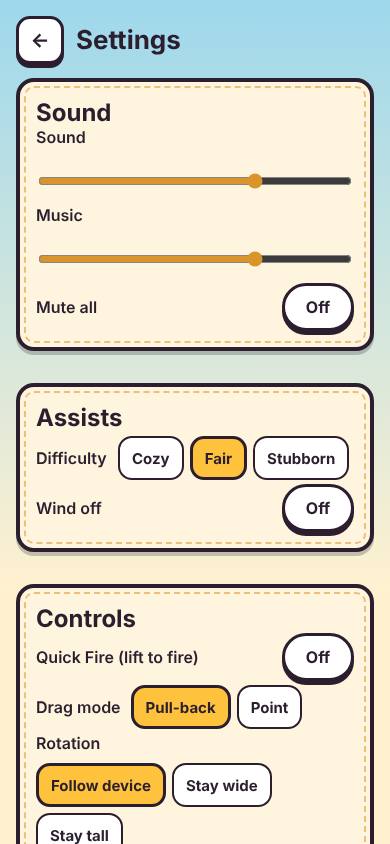 Settings
Sound
Sound
Music
Mute all Off
Assists
Difficulty Cozy Fair Stubborn
Wind off Off
Controls
Quick Fire (lift to fire) Off
Drag mode Pull-back Point
Rotation
Follow device Stay wide
Stay tall